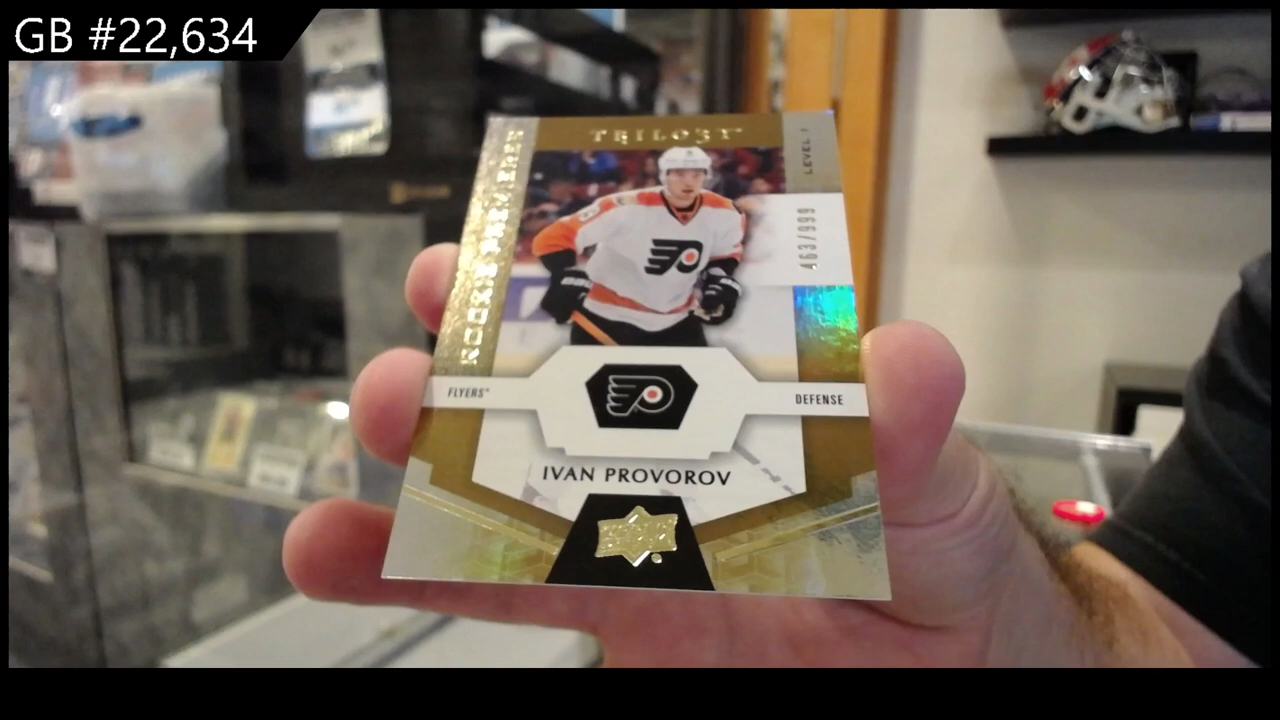 GB #22,634
TRILOGY
LEVEL 1
ROOKIE PREMIERES
463/999
FLYERS
DEFENSE
IVAN PROVOROV